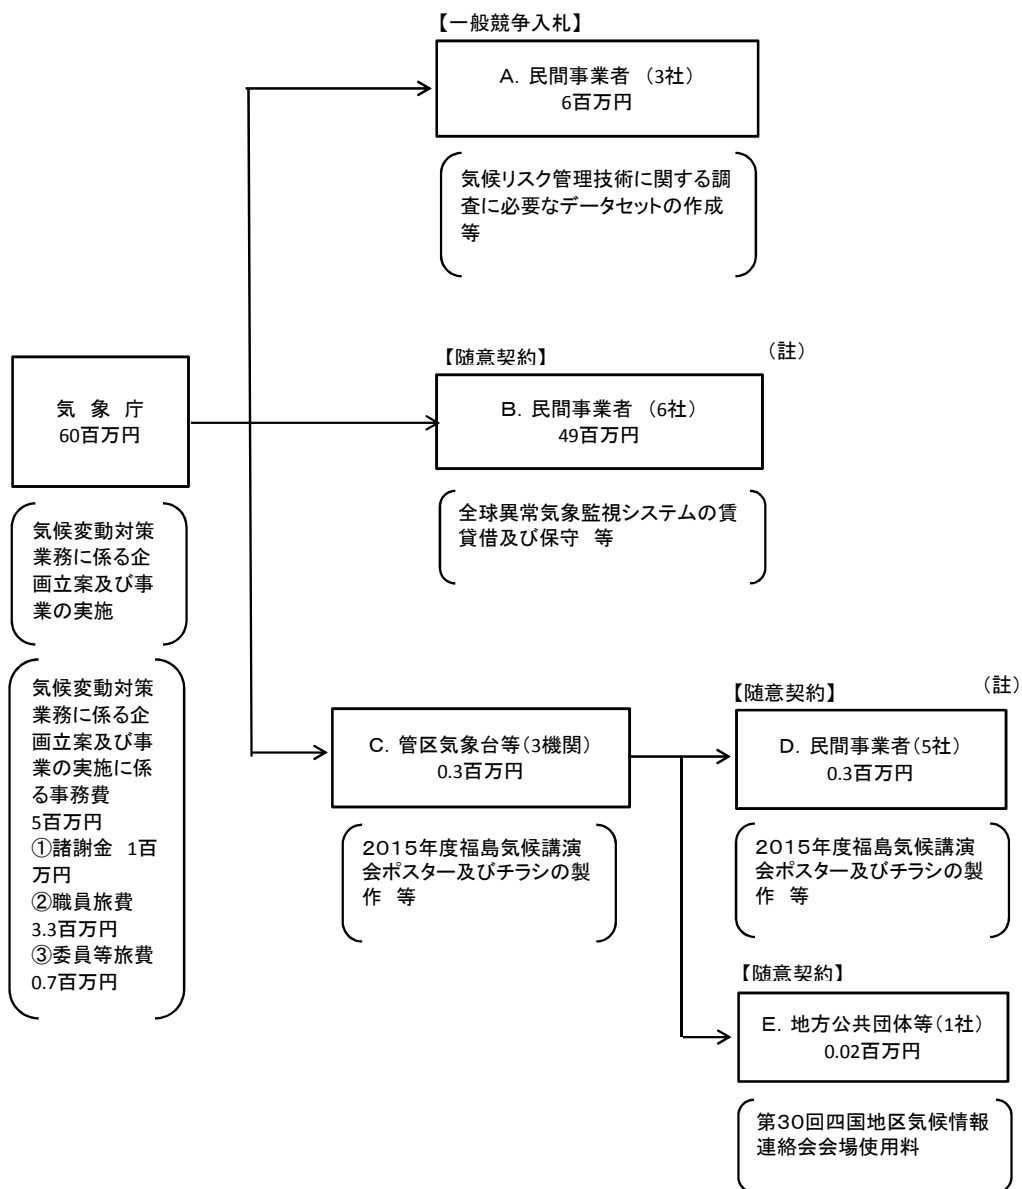 【一般競争入札】
A. 民間事業者 （3社）
6百万円
気候リスク管理技術に関する調
査に必要なデータセットの作成
等
【随意契約】
（註）
B. 民間事業者 （6社）
49百万円
全球異常気象監視システムの賃
貸借及び保守 等
気 象 庁
60百万円
気候変動対策
業務に係る企
画立案及び事
業の実施
気候変動対策
業務に係る企
画立案及び事
業の実施に係
る事務費
5百万円
①諸謝金 1百
万円
②職員旅費
3.3百万円
③委員等旅費
0.7百万円
C. 管区気象台等（3機関）
0.3百万円
2015年度福島気候講演
会ポスター及びチラシの製
作 等
【随意契約】
（註）
D. 民間事業者（5社）
0.3百万円
2015年度福島気候講演
会ポスター及びチラシの製
作 等
【随意契約】
E. 地方公共団体等（1社）
0.02百万円
第30回四国地区気候情報
連絡会会場使用料